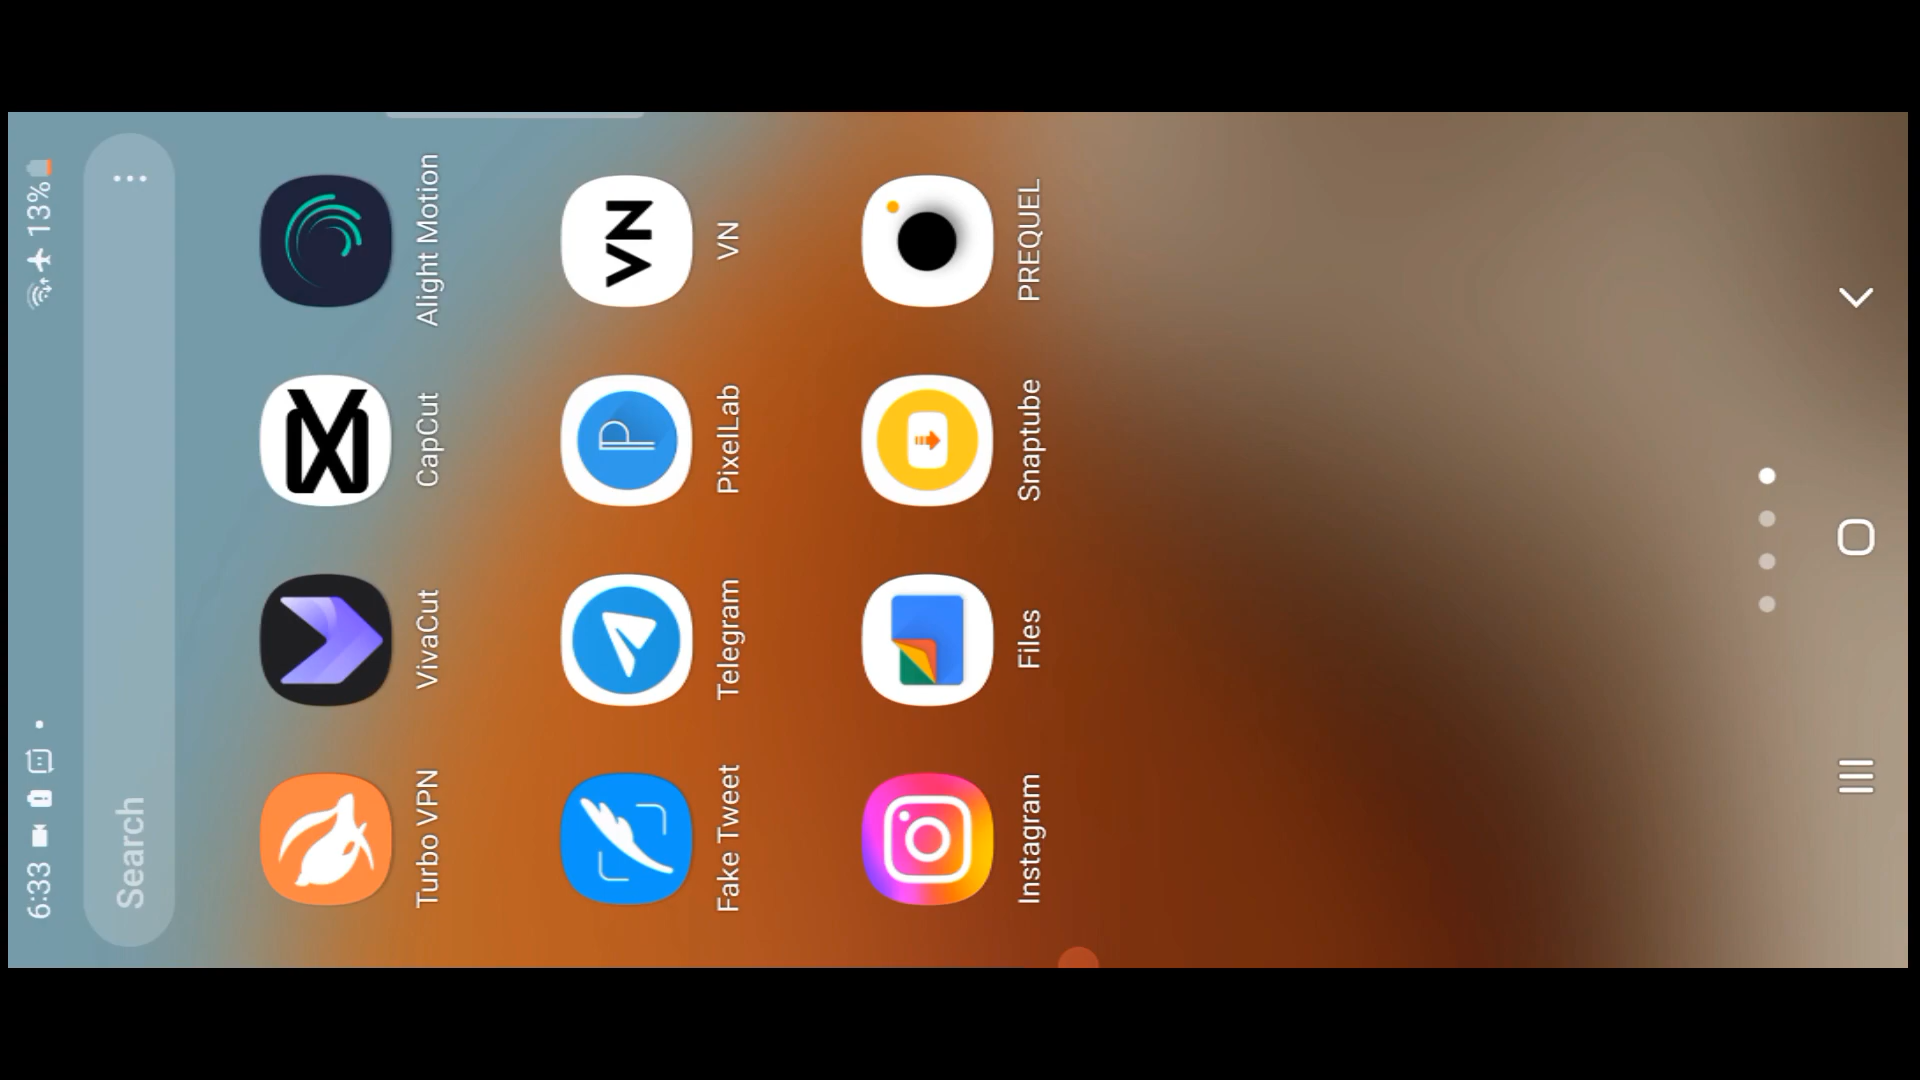 6:33 13%
Search
Turbo VPN VivaCut CapCut Alight Motion
Fake Tweet Telegram PixelLab VN
Instagram Files Snaptube PREQUEL